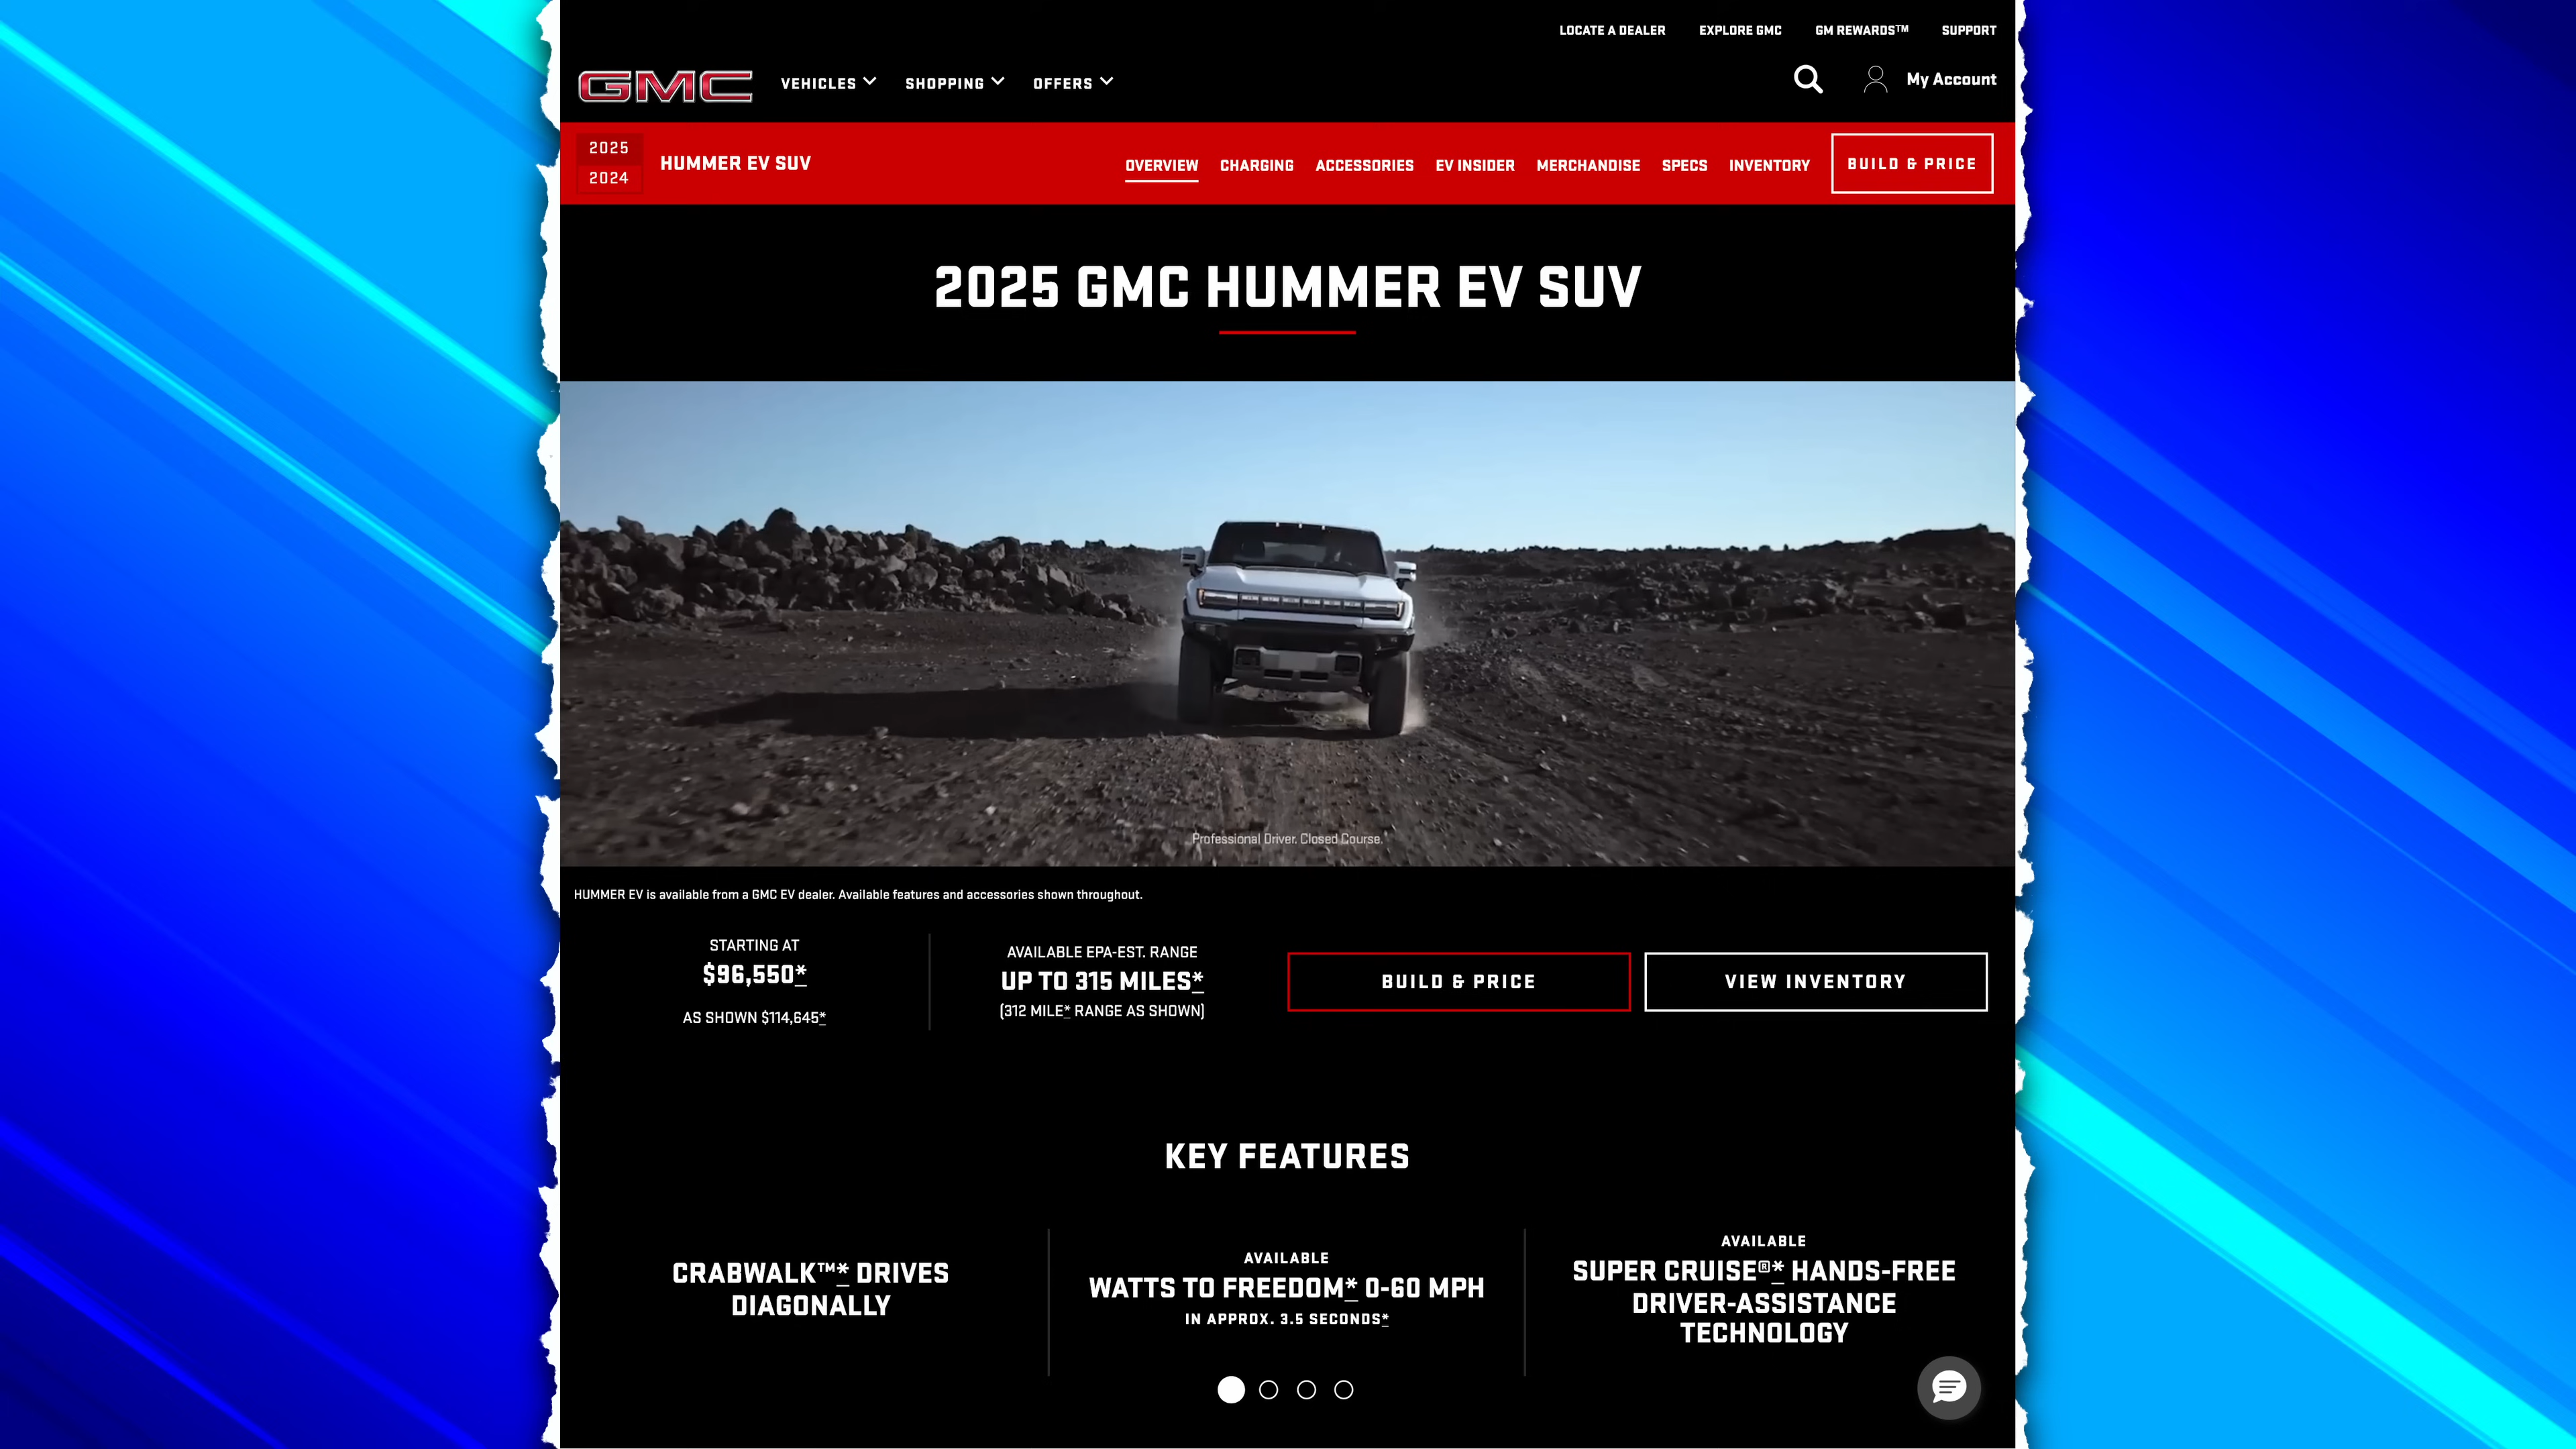 LOCATE A DEALER EXPLORE GMC GM REWARDS™ SUPPORT
GMC VEHICLES SHOPPING OFFERS My Account
2025
2024
HUMMER EV SUV OVERVIEW CHARGING ACCESSORIES EV INSIDER MERCHANDISE SPECS INVENTORY BUILD & PRICE
2025 GMC HUMMER EV SUV
Professional Driver. Closed Course.
HUMMER EV is available from a GMC EV dealer. Available features and accessories shown throughout.
STARTING AT
$96,550*
AS SHOWN $114,645*
AVAILABLE EPA-EST. RANGE
UP TO 315 MILES*
(312 MILE* RANGE AS SHOWN)
BUILD & PRICE
VIEW INVENTORY
KEY FEATURES
CRABWALK™* DRIVES
DIAGONALLY
AVAILABLE
WATTS TO FREEDOM* 0-60 MPH
IN APPROX. 3.5 SECONDS*
AVAILABLE
SUPER CRUISE®* HANDS-FREE
DRIVER-ASSISTANCE
TECHNOLOGY